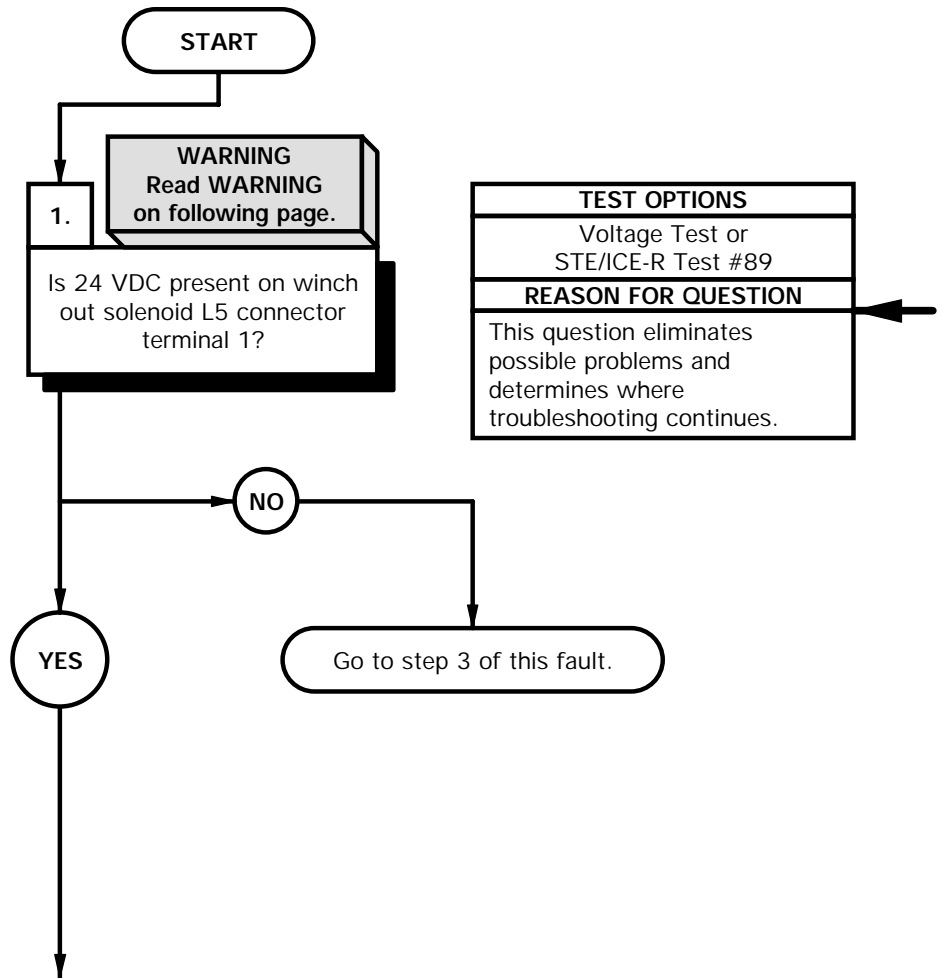 START
WARNING
Read WARNING
on following page.
1.
Is 24 VDC present on winch
out solenoid L5 connector
terminal 1?
TEST OPTIONS
Voltage Test or
STE/ICE-R Test #89
REASON FOR QUESTION
This question eliminates
possible problems and
determines where
troubleshooting continues.
NO
YES
Go to step 3 of this fault.